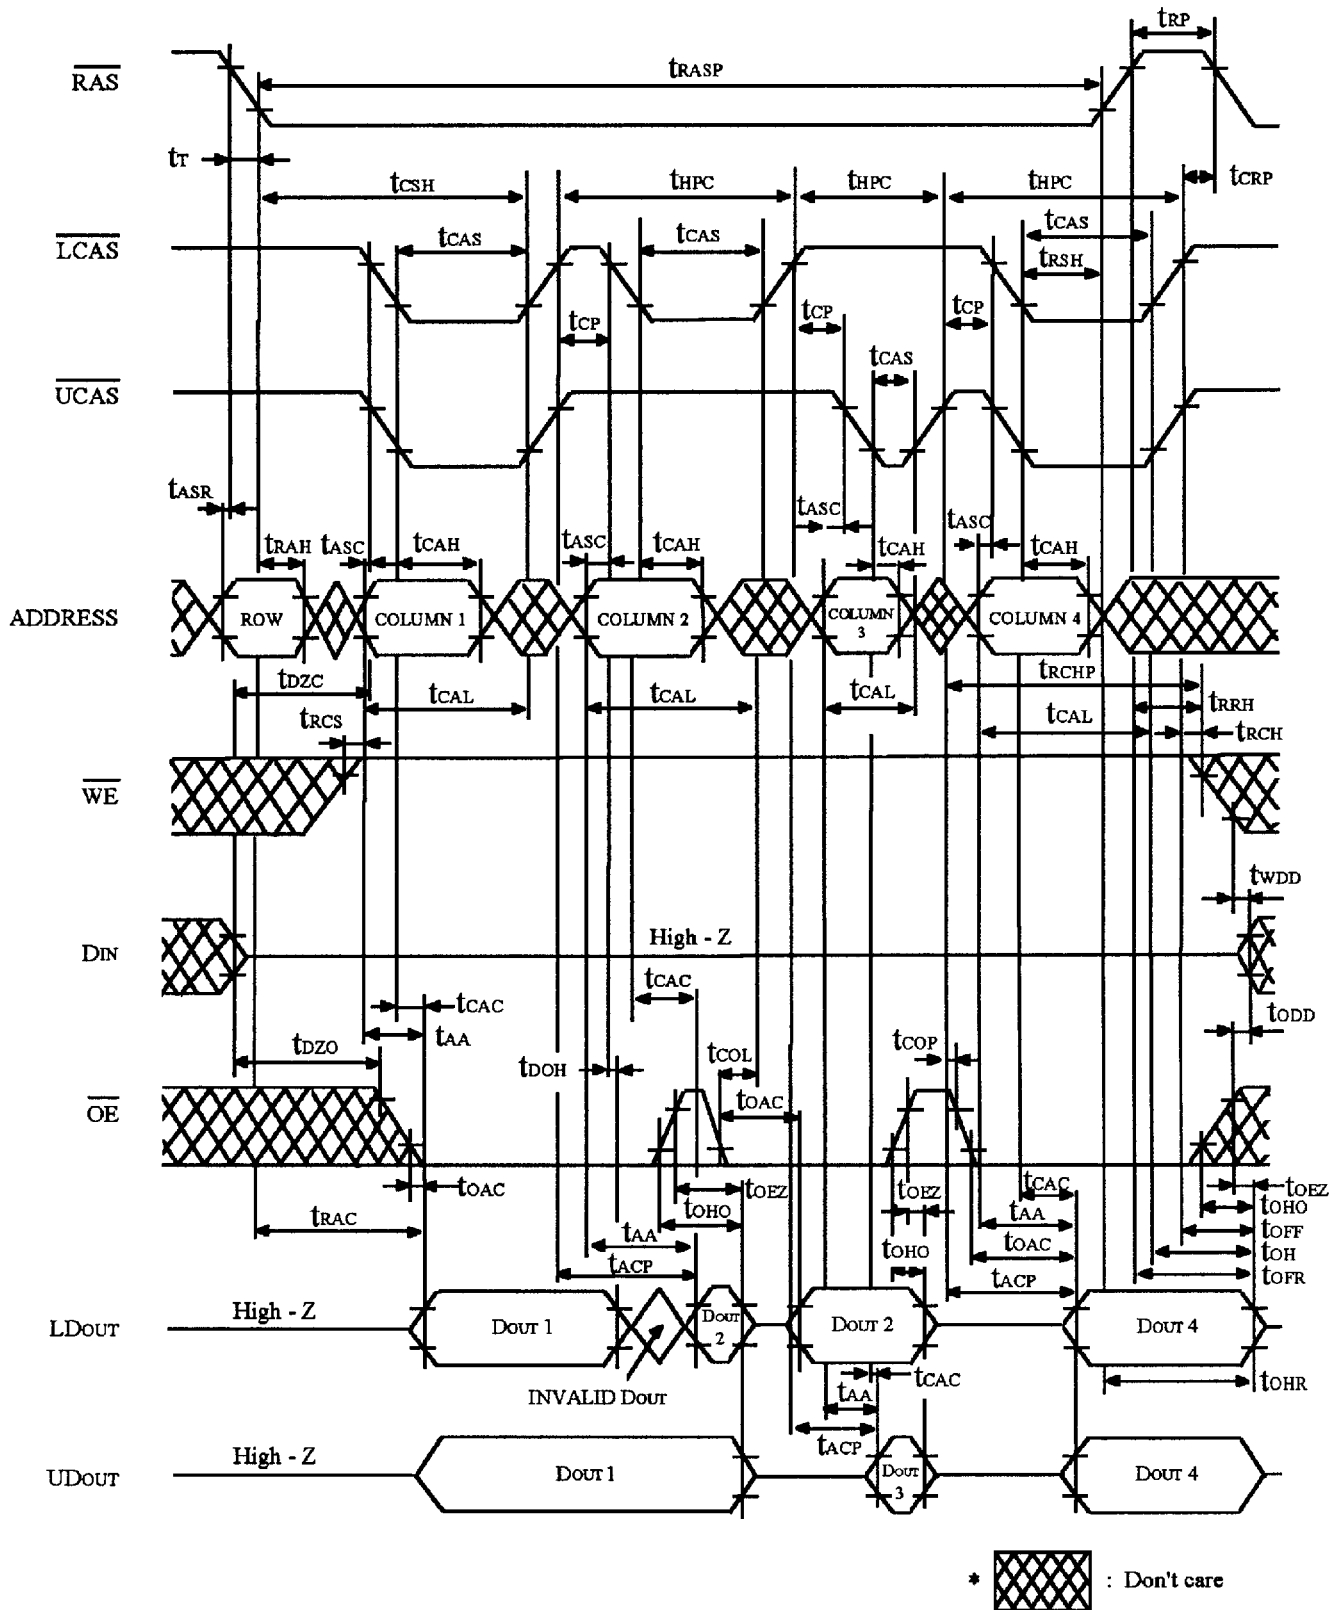 tRP
RAS
tRASP
tT
tCSH
tHPC
tHPC
tHPC
tCRP
LCAS
tCAS
tCAS
tCAS
tRSH
tCP
tCP
tCP
tCAS
UCAS
tASR
tRAH
tASC
tCAH
tASC
tCAH
tASC
tCAH
tASC
tCAH
ADDRESS
ROW
COLUMN 1
COLUMN 2
COLUMN
3
COLUMN 4
tDZC
tCAL
tCAL
tCAL
tRCHP
tRRH
tRCS
tCAL
tRCH
WE
tWDD
DIN
High - Z
tCAC
tCAC
tODD
tAA
tDZO
tDOH
tCOL
tCOP
OE
tOAC
tOAC
tOEZ
tOEZ
tCAC
tOEZ
tRAC
tOHO
tOHO
tAA
tAA
tOFF
tACP
tOHO
tOAC
tOH
tACP
tOFR
LDOUT
High - Z
DOUT 1
DOUT
2
DOUT 2
DOUT 4
INVALID DOUT
tCAC
tAA
tOHR
tACP
UDOUT
High - Z
DOUT 1
DOUT
3
DOUT 4
* : Don't care